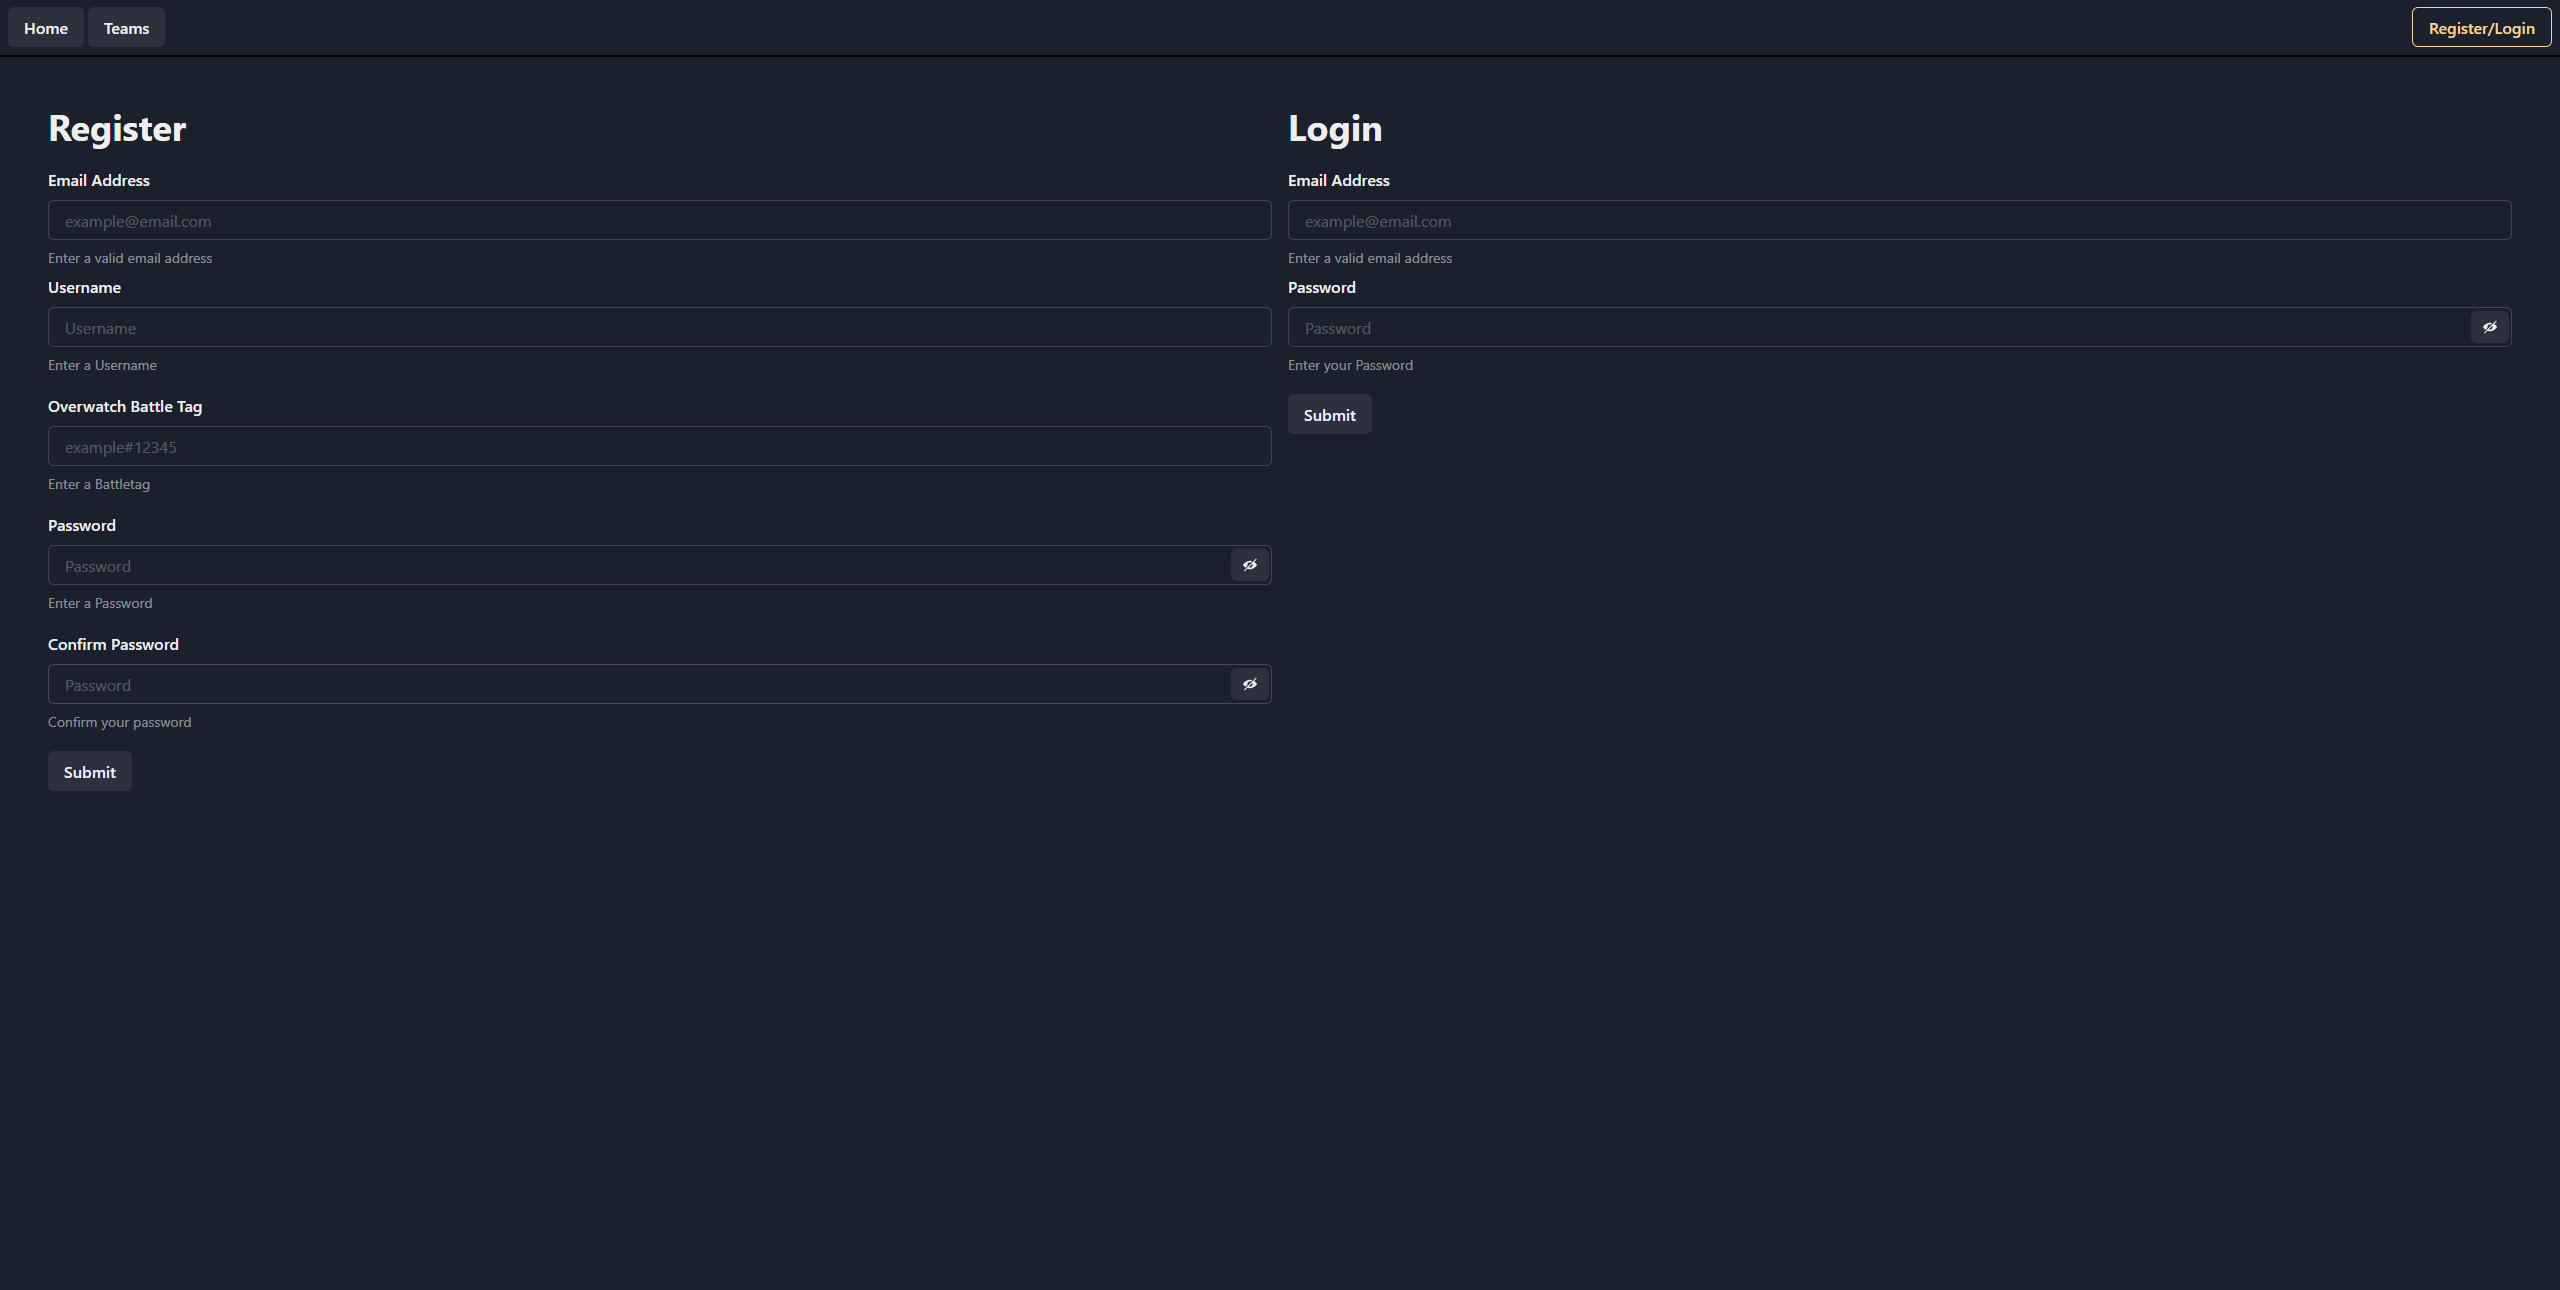 Home
Teams
Register/Login
Register
Email Address
example@email.com
Enter a valid email address
Username
Username
Enter a Username
Overwatch Battle Tag
example#12345
Enter a Battletag
Password
Password
Enter a Password
Confirm Password
Password
Confirm your password
Submit
Login
Email Address
example@email.com
Enter a valid email address
Password
Password
Enter your Password
Submit